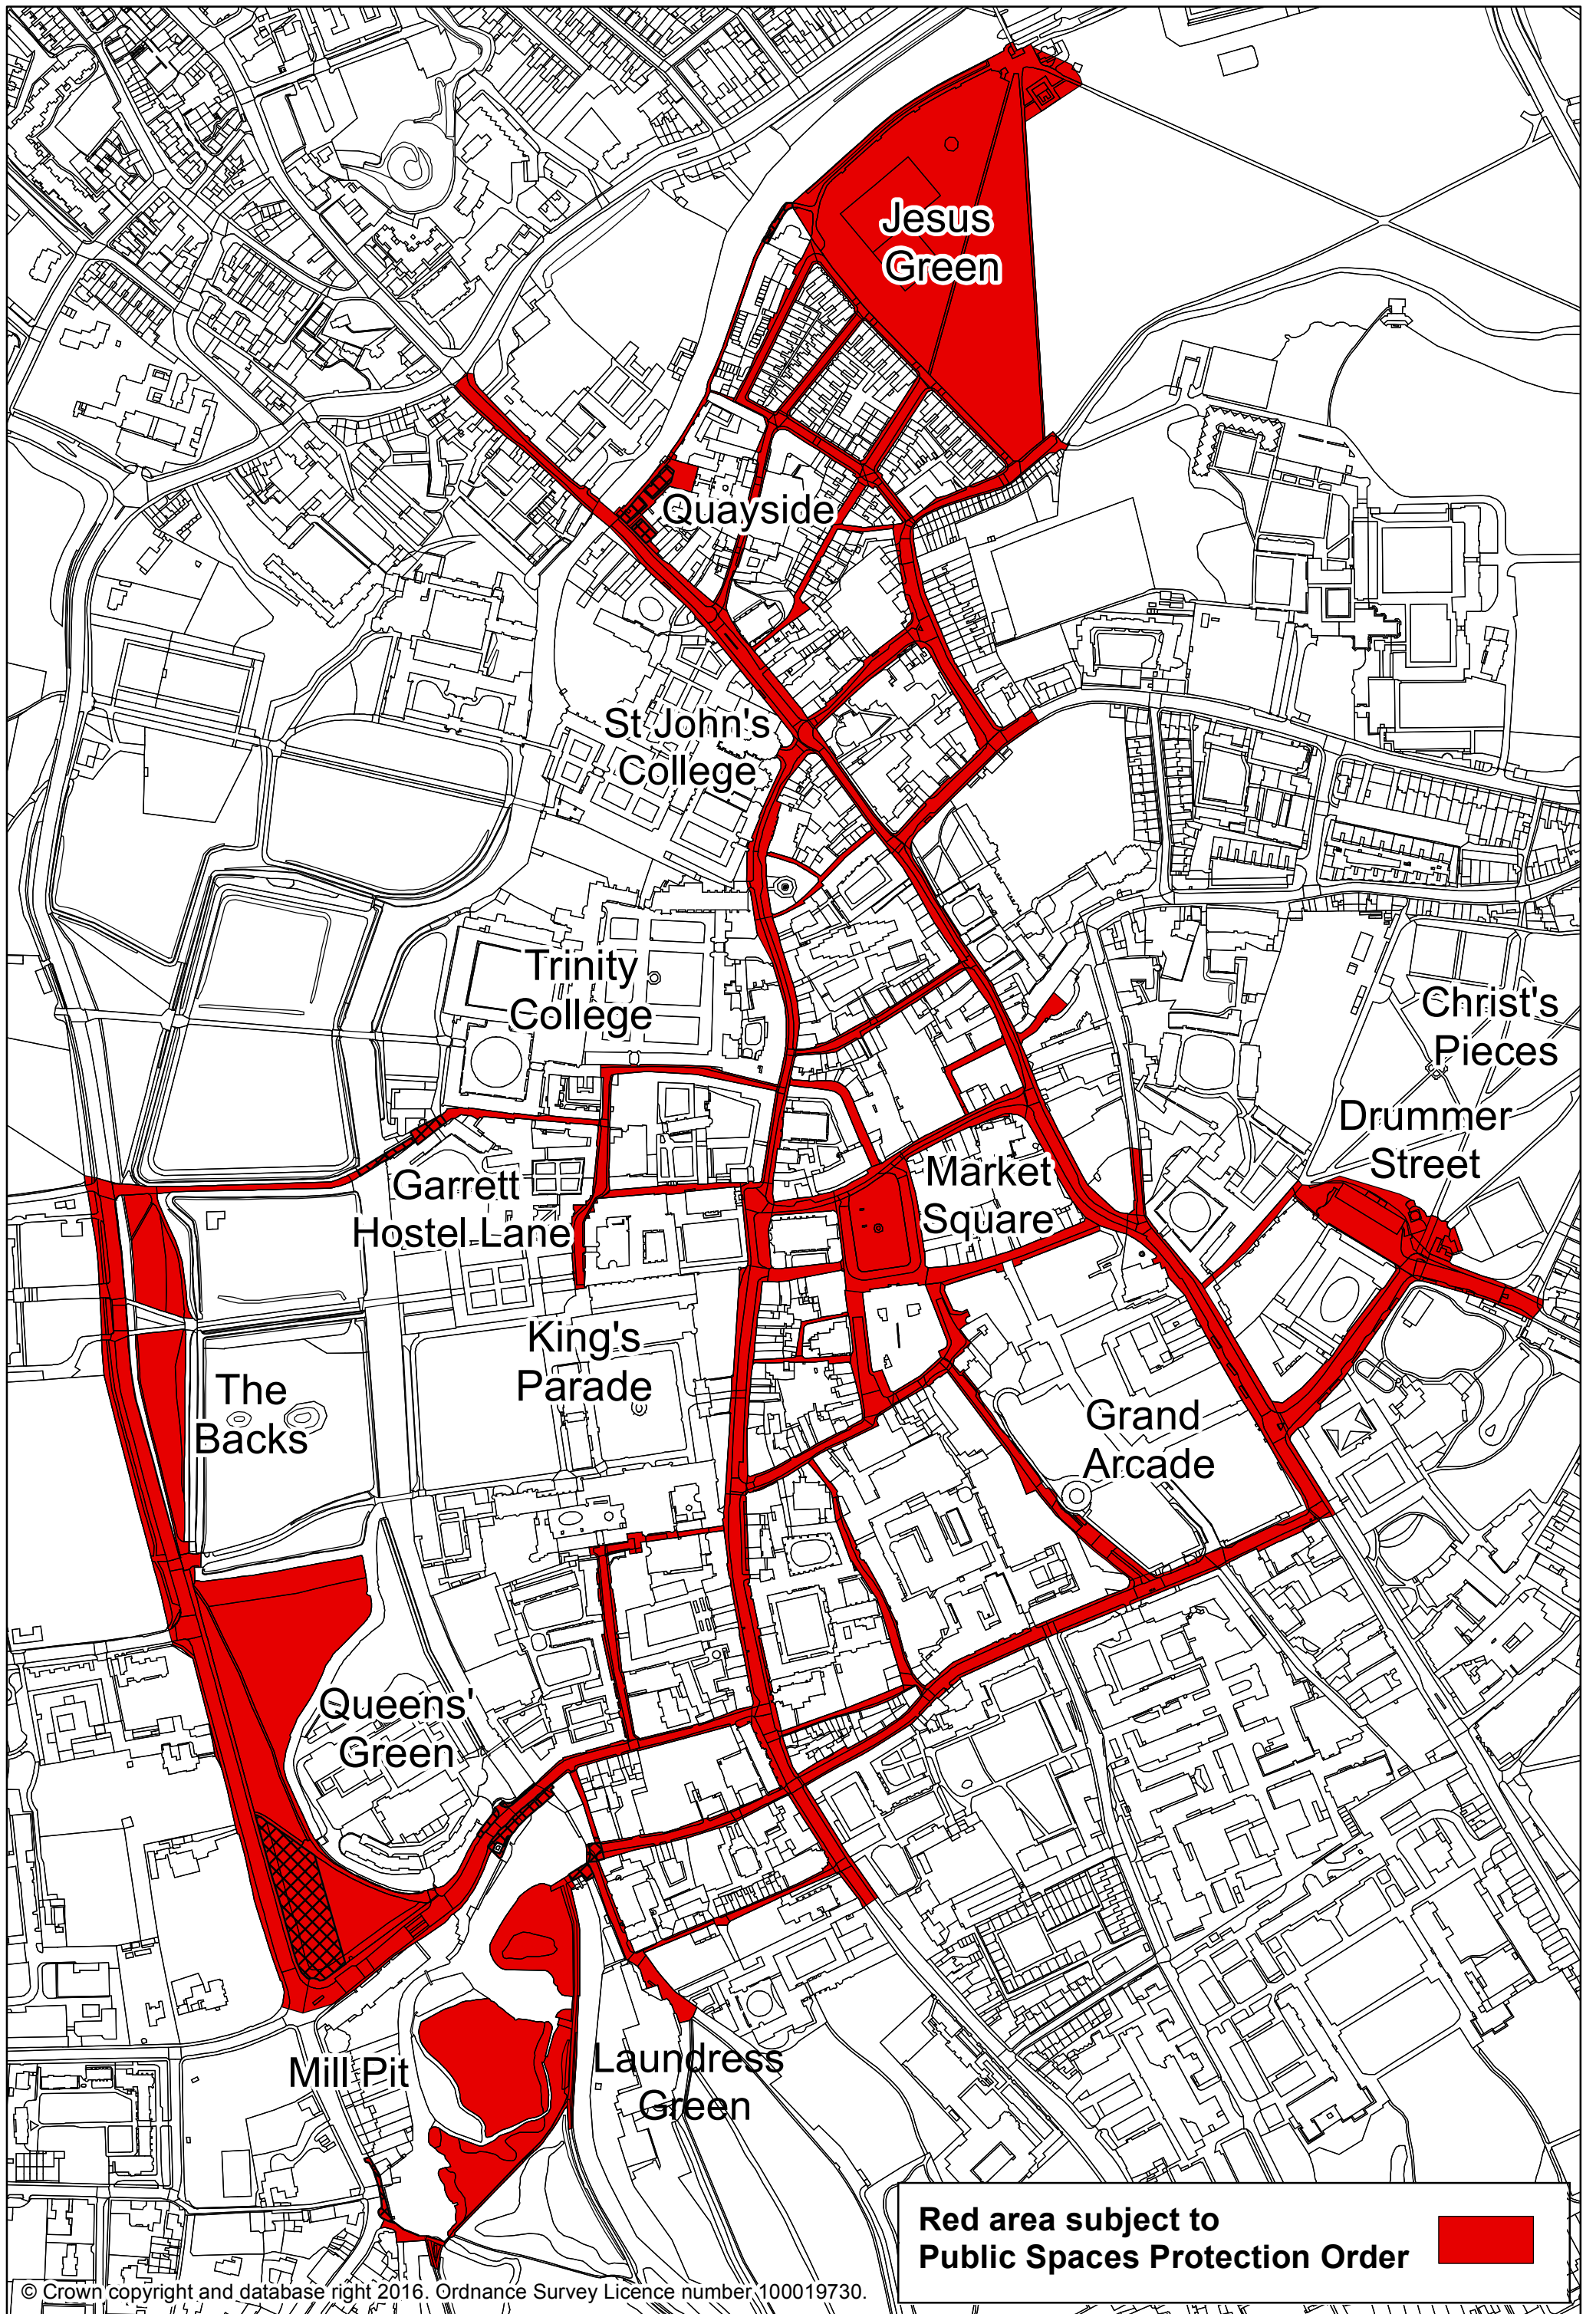 Jesus
Green
Quayside
St John's
College
Trinity
College
Christ's
Pieces
Drummer
Street
Market
Square
Garrett
Hostel Lane
King's
Parade
The
Backs
Grand
Arcade
Queens'
Green
Mill Pit
Laundress
Green
Red area subject to
Public Spaces Protection Order
© Crown copyright and database right 2016. Ordnance Survey Licence number 100019730.